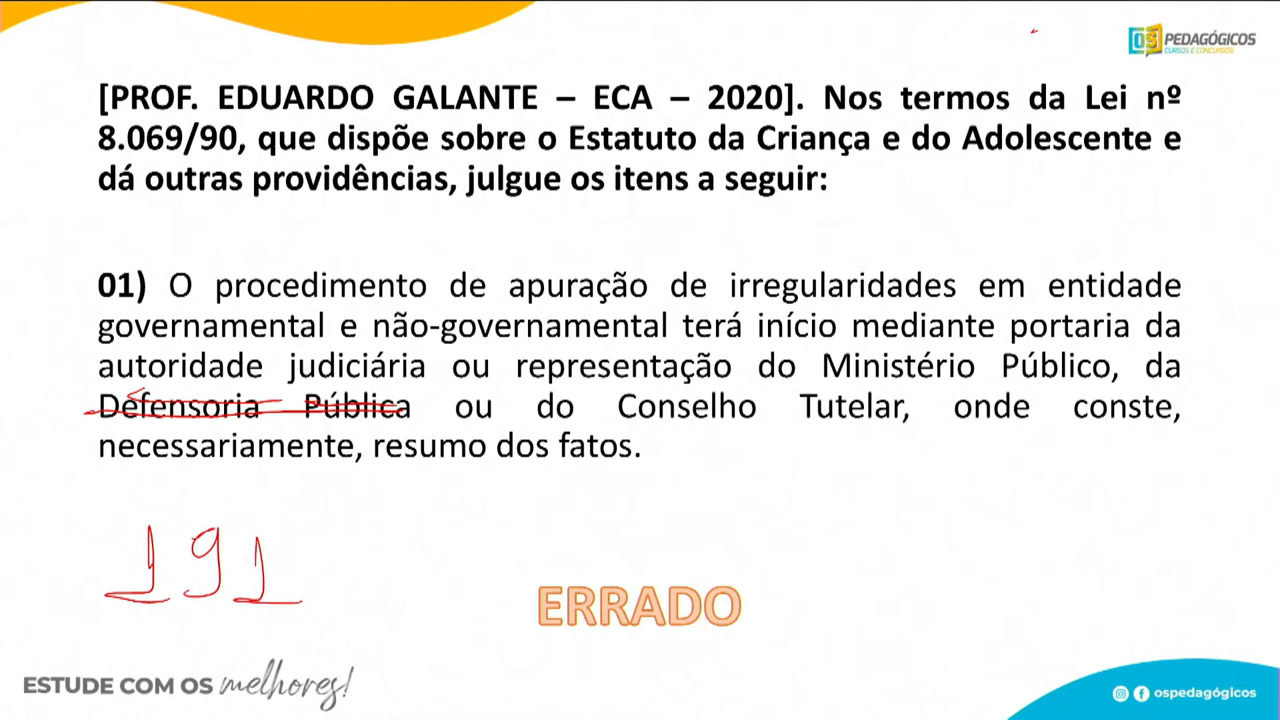 OS PEDAGÓGICOS
CURSOS E CONCURSOS
[PROF. EDUARDO GALANTE – ECA – 2020]. Nos termos da Lei nº
8.069/90, que dispõe sobre o Estatuto da Criança e do Adolescente e
dá outras providências, julgue os itens a seguir:
01) O procedimento de apuração de irregularidades em entidade
governamental e não-governamental terá início mediante portaria da
autoridade judiciária ou representação do Ministério Público, da
Defensoria Pública ou do Conselho Tutelar, onde conste,
necessariamente, resumo dos fatos.
191
ERRADO
ESTUDE COM OS melhores!
ospedagógicos